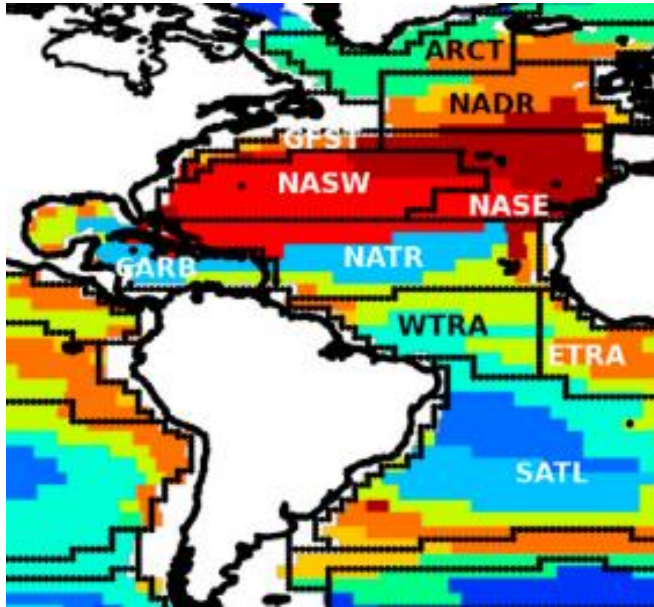 ARCT
NADR
GFST
NASW
NASE
CARB
NATR
WTRA
ETRA
SATL